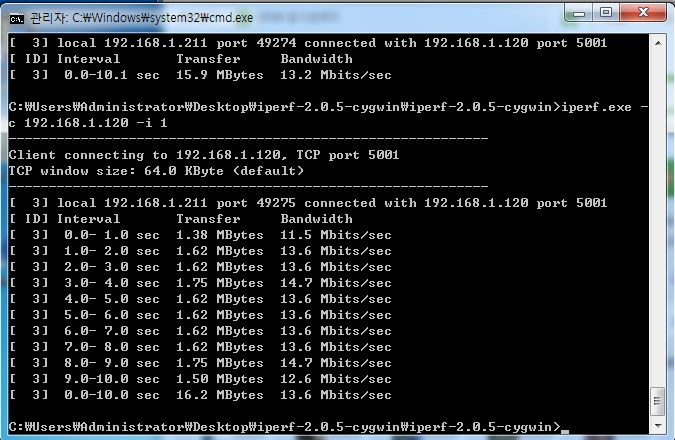 관리자: C:₩Windows₩system32₩cmd.exe
[  3] local 192.168.1.211 port 49274 connected with 192.168.1.120 port 5001
[ ID] Interval       Transfer     Bandwidth
[  3]  0.0-10.1 sec  15.9 MBytes  13.2 Mbits/sec
C:₩Users₩Administrator₩Desktop₩iperf-2.0.5-cygwin₩iperf-2.0.5-cygwin>iperf.exe -
c 192.168.1.120 -i 1
------------------------------------------------------------
Client connecting to 192.168.1.120, TCP port 5001
TCP window size: 64.0 KByte (default)
------------------------------------------------------------
[  3] local 192.168.1.211 port 49275 connected with 192.168.1.120 port 5001
[ ID] Interval       Transfer     Bandwidth
[  3]  0.0- 1.0 sec  1.38 MBytes  11.5 Mbits/sec
[  3]  1.0- 2.0 sec  1.62 MBytes  13.6 Mbits/sec
[  3]  2.0- 3.0 sec  1.62 MBytes  13.6 Mbits/sec
[  3]  3.0- 4.0 sec  1.75 MBytes  14.7 Mbits/sec
[  3]  4.0- 5.0 sec  1.62 MBytes  13.6 Mbits/sec
[  3]  5.0- 6.0 sec  1.62 MBytes  13.6 Mbits/sec
[  3]  6.0- 7.0 sec  1.62 MBytes  13.6 Mbits/sec
[  3]  7.0- 8.0 sec  1.62 MBytes  13.6 Mbits/sec
[  3]  8.0- 9.0 sec  1.75 MBytes  14.7 Mbits/sec
[  3]  9.0-10.0 sec  1.50 MBytes  12.6 Mbits/sec
[  3]  0.0-10.0 sec  16.2 MBytes  13.6 Mbits/sec
C:₩Users₩Administrator₩Desktop₩iperf-2.0.5-cygwin₩iperf-2.0.5-cygwin>_